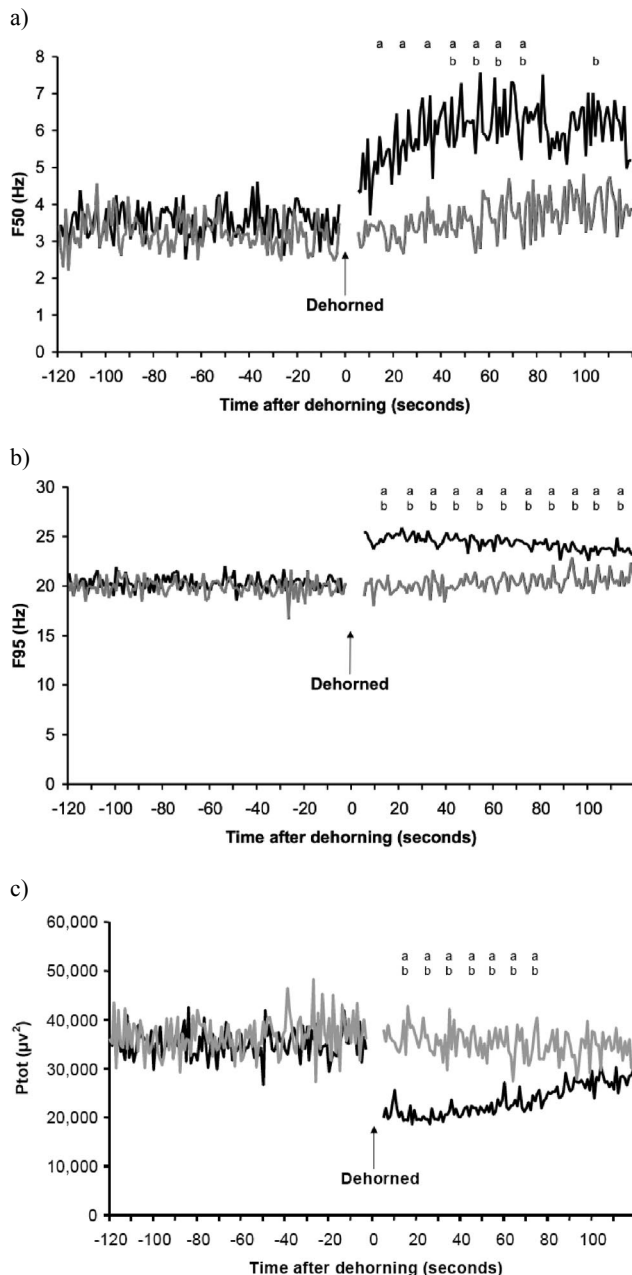 a)
a a a a a a a
b b b b b
8
7
6
5
4
3
2
1
0
F50 (Hz)
Dehorned
-120 -100 -80 -60 -40 -20 0 20 40 60 80 100
Time after dehorning (seconds)
b)
a a a a a a a a a a a
b b b b b b b b b b b
30
25
20
15
10
5
0
F95 (Hz)
Dehorned
-120 -100 -80 -60 -40 -20 0 20 40 60 80 100
Time after dehorning (seconds)
c)
a a a a a a a
b b b b b b b
60,000
50,000
40,000
30,000
20,000
10,000
0
Ptot (μv²)
Dehorned
-120 -100 -80 -60 -40 -20 0 20 40 60 80 100
Time after dehorning (seconds)